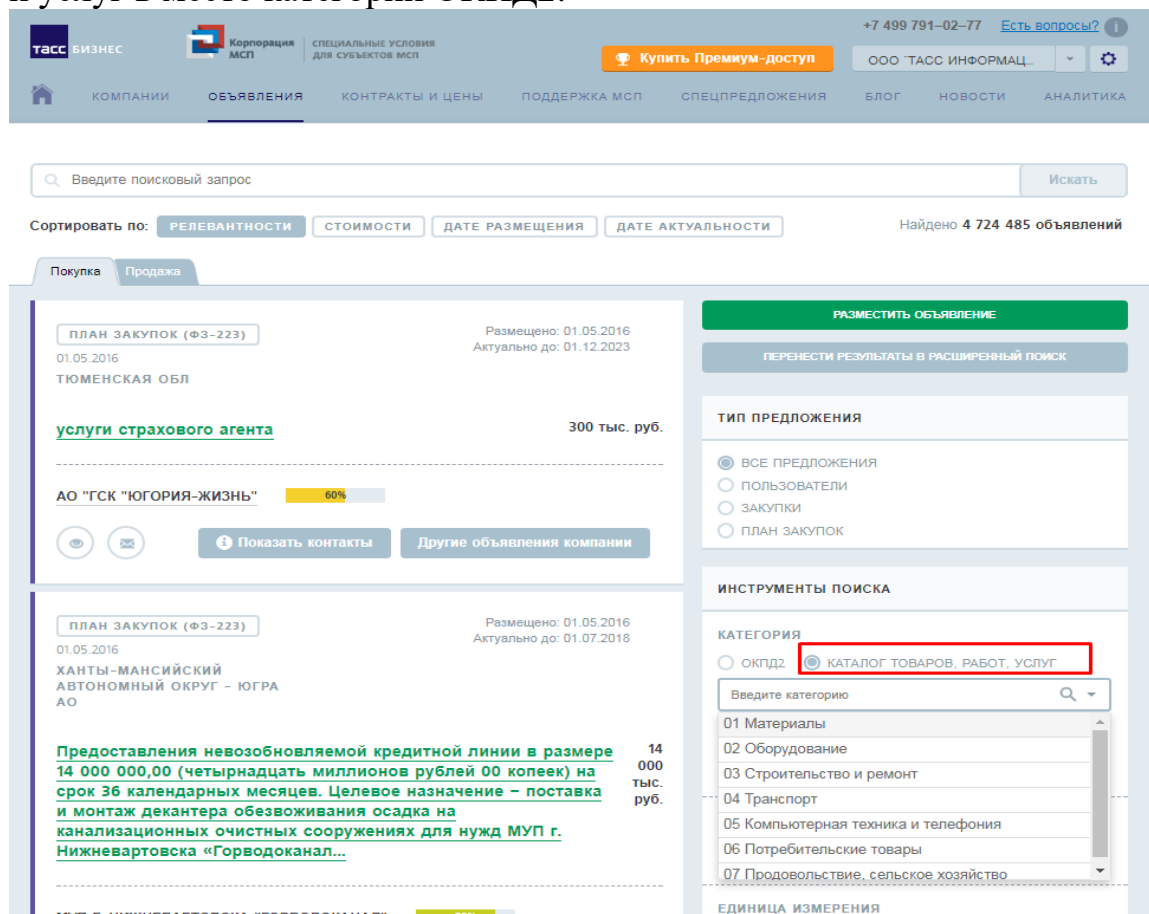 и услуг вместо категорий ОКПД2.
+7 499 791–02–77 Есть вопросы? i
тасс БИЗНЕС
Корпорация МСП
СПЕЦИАЛЬНЫЕ УСЛОВИЯ
ДЛЯ СУБЪЕКТОВ МСП
Купить Премиум-доступ
ООО "ТАСС ИНФОРМАЦ...
КОМПАНИИ ОБЪЯВЛЕНИЯ КОНТРАКТЫ И ЦЕНЫ ПОДДЕРЖКА МСП СПЕЦПРЕДЛОЖЕНИЯ БЛОГ НОВОСТИ АНАЛИТИКА
Введите поисковый запрос Искать
Сортировать по: РЕЛЕВАНТНОСТИ СТОИМОСТИ ДАТЕ РАЗМЕЩЕНИЯ ДАТЕ АКТУАЛЬНОСТИ Найдено 4 724 485 объявлений
Покупка Продажа
ПЛАН ЗАКУПОК (ФЗ-223)
01.05.2016
ТЮМЕНСКАЯ ОБЛ
Размещено: 01.05.2016
Актуально до: 01.12.2023
услуги страхового агента 300 тыс. руб.
АО "ГСК "ЮГОРИЯ-ЖИЗНЬ" 60%
Показать контакты Другие объявления компании
ПЛАН ЗАКУПОК (ФЗ-223)
01.05.2016
ХАНТЫ-МАНСИЙСКИЙ
АВТОНОМНЫЙ ОКРУГ - ЮГРА
АО
Размещено: 01.05.2016
Актуально до: 01.07.2018
Предоставления невозобновляемой кредитной линии в размере
14 000 000,00 (четырнадцать миллионов рублей 00 копеек) на
срок 36 календарных месяцев. Целевое назначение – поставка
и монтаж декантера обезвоживания осадка на
канализационных очистных сооружениях для нужд МУП г.
Нижневартовска «Горводоканал...
14
000
тыс.
руб.
РАЗМЕСТИТЬ ОБЪЯВЛЕНИЕ
ПЕРЕНЕСТИ РЕЗУЛЬТАТЫ В РАСШИРЕННЫЙ ПОИСК
ТИП ПРЕДЛОЖЕНИЯ
ВСЕ ПРЕДЛОЖЕНИЯ
ПОЛЬЗОВАТЕЛИ
ЗАКУПКИ
ПЛАН ЗАКУПОК
ИНСТРУМЕНТЫ ПОИСКА
КАТЕГОРИЯ
ОКПД2 КАТАЛОГ ТОВАРОВ, РАБОТ, УСЛУГ
Введите категорию
01 Материалы
02 Оборудование
03 Строительство и ремонт
04 Транспорт
05 Компьютерная техника и телефония
06 Потребительские товары
07 Продовольствие, сельское хозяйство
ЕДИНИЦА ИЗМЕРЕНИЯ